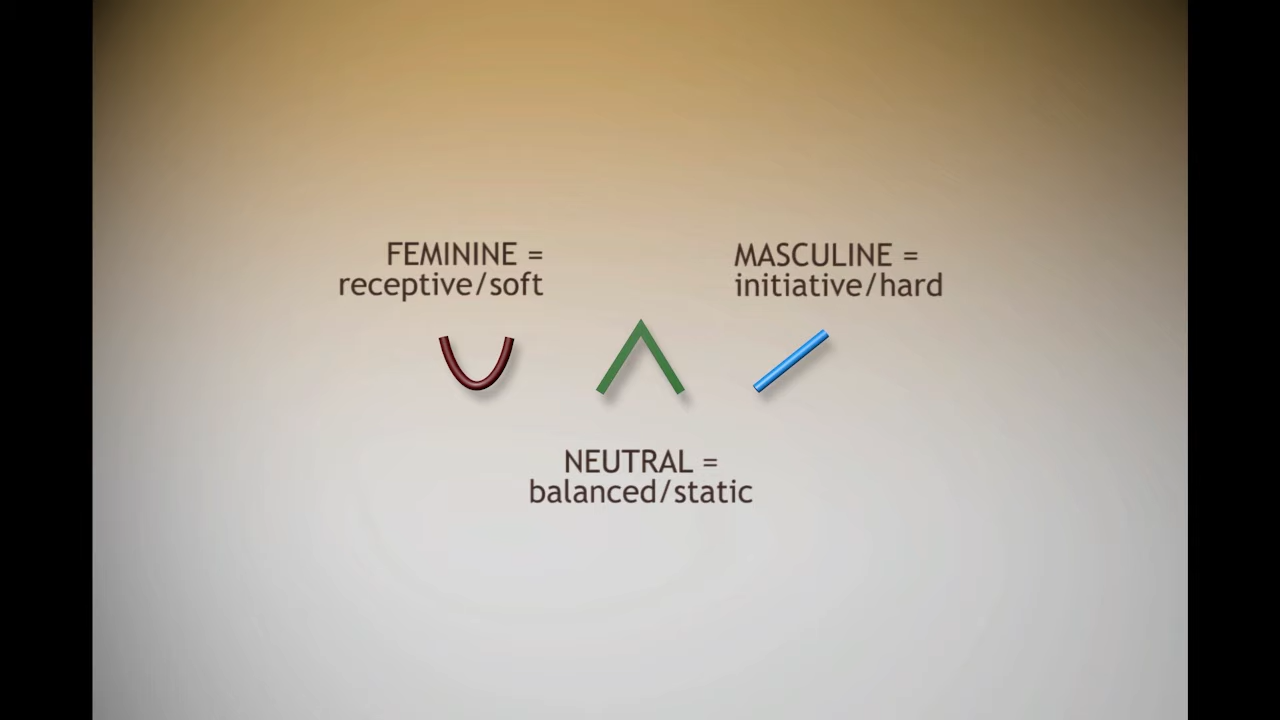 FEMININE =
receptive/soft
MASCULINE =
initiative/hard
NEUTRAL =
balanced/static